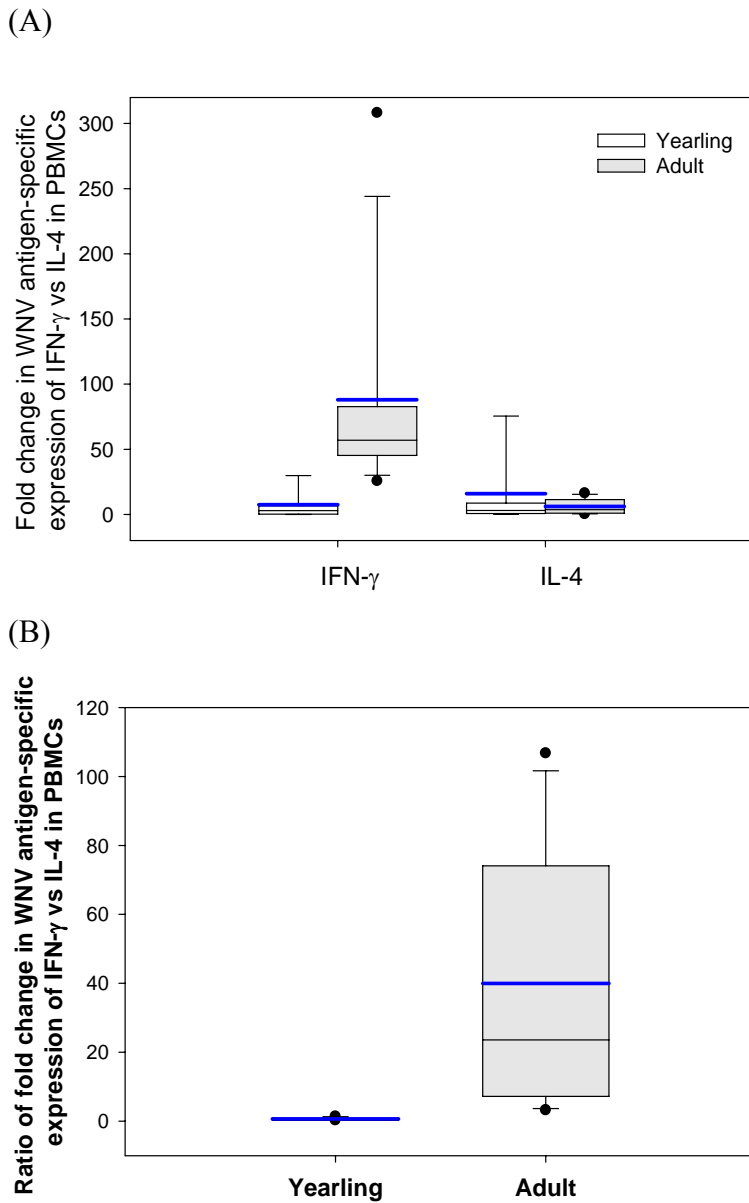 (A)
Fold change in WNV antigen-specific
expression of IFN-γ vs IL-4 in PBMCs
300
250
200
150
100
50
0
Yearling
Adult
IFN-γ
IL-4
(B)
Ratio of fold change in WNV antigen-specific
expression of IFN-γ vs IL-4 in PBMCs
120
100
80
60
40
20
0
Yearling
Adult